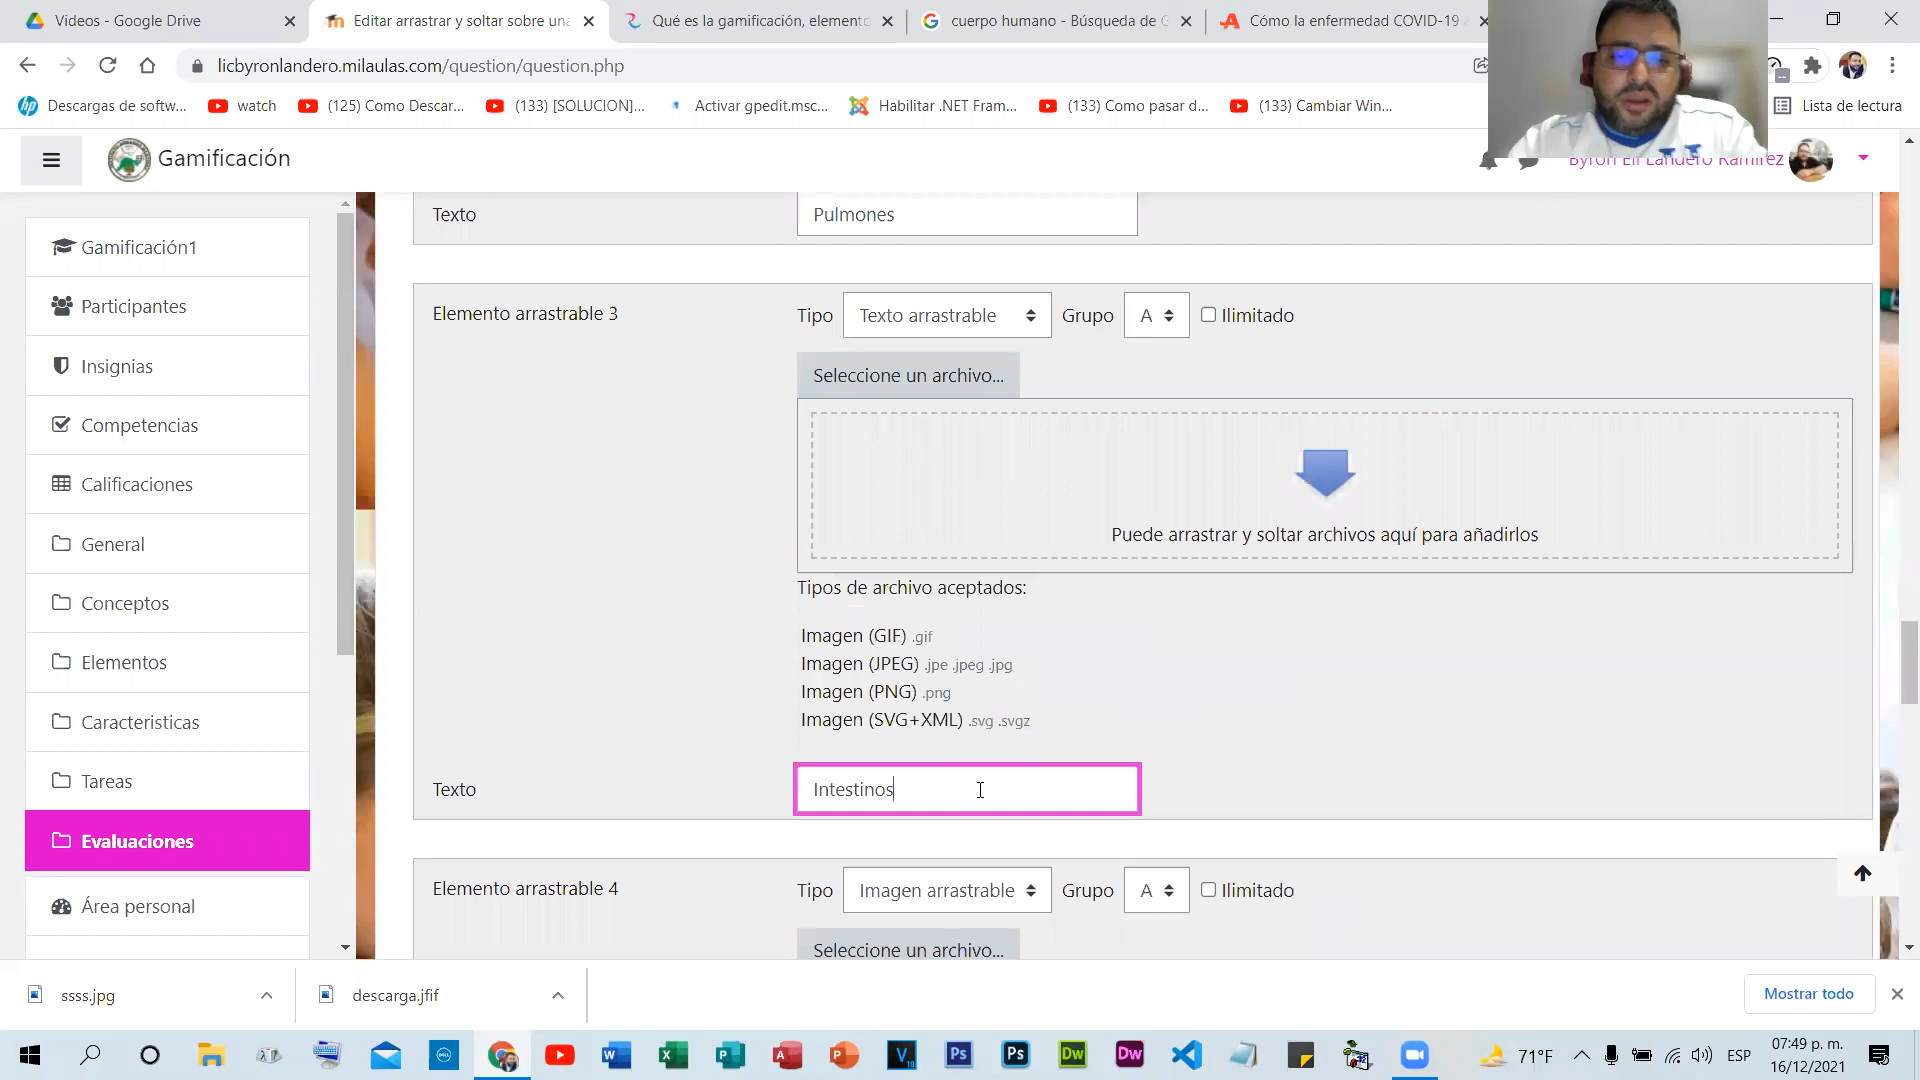 Videos - Google Drive
Editar arrastrar y soltar sobre una
Qué es la gamificación, elemento
cuerpo humano - Búsqueda de G
Cómo la enfermedad COVID-19 a
licbyronlandero.milaulas.com/question/question.php
Descargas de softw...
watch
(125) Como Descar...
(133) [SOLUCION]...
Activar gpedit.msc...
Habilitar .NET Fram...
(133) Como pasar d...
(133) Cambiar Win...
Lista de lectura
Gamificación
Byron Eli Landero Ramirez
Gamificación1
Participantes
Insignias
Competencias
Calificaciones
General
Conceptos
Elementos
Caracteristicas
Tareas
Evaluaciones
Área personal
Texto
Pulmones
Elemento arrastrable 3
Tipo
Texto arrastrable
Grupo
A
Ilimitado
Seleccione un archivo...
Puede arrastrar y soltar archivos aquí para añadirlos
Tipos de archivo aceptados:
Imagen (GIF) .gif
Imagen (JPEG) .jpe .jpeg .jpg
Imagen (PNG) .png
Imagen (SVG+XML) .svg .svgz
Texto
Intestinos
Elemento arrastrable 4
Tipo
Imagen arrastrable
Grupo
A
Ilimitado
Seleccione un archivo...
ssss.jpg
descarga.jfif
Mostrar todo
71°F
ESP
07:49 p. m.
16/12/2021